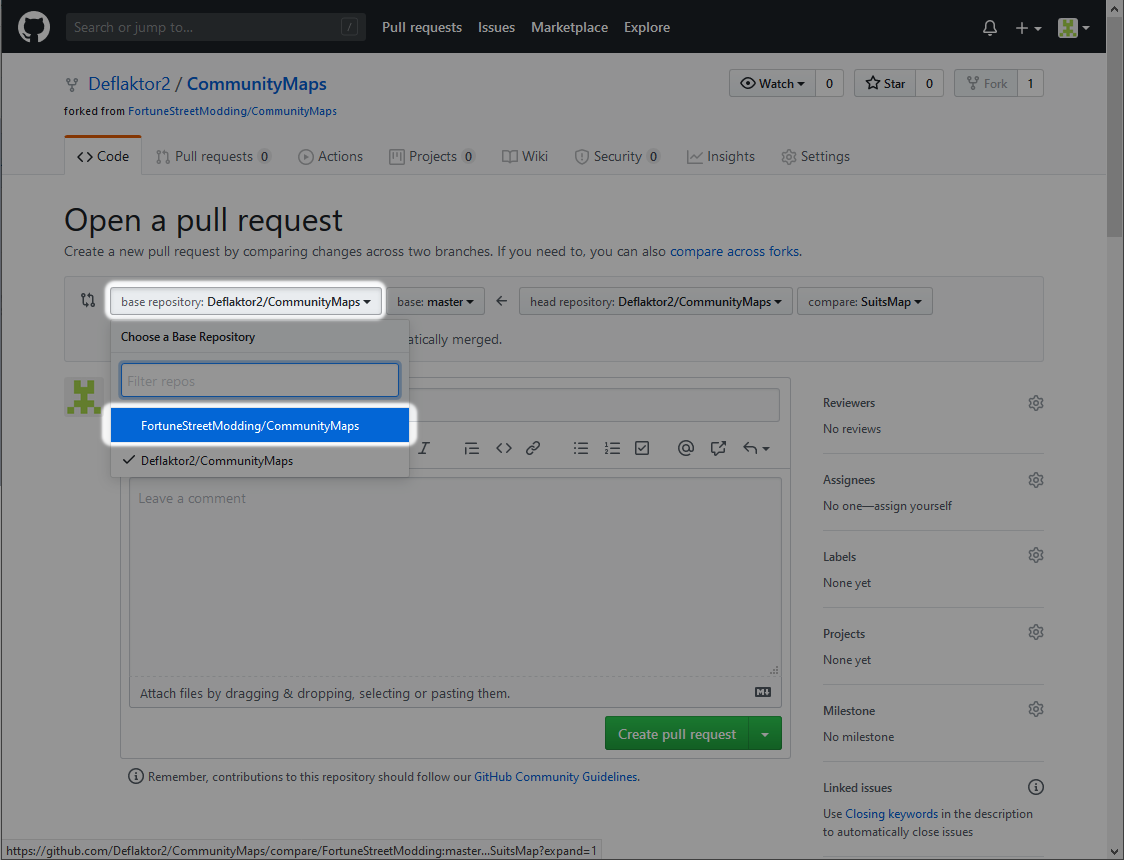 Search or jump to... /
Pull requests Issues Marketplace Explore
Deflaktor2 / CommunityMaps
Watch 0 Star 0 Fork 1
forked from FortuneStreetModding/CommunityMaps
Code Pull requests 0 Actions Projects 0 Wiki Security 0 Insights Settings
Open a pull request
Create a new pull request by comparing changes across two branches. If you need to, you can also compare across forks.
base repository: Deflaktor2/CommunityMaps base: master ← head repository: Deflaktor2/CommunityMaps compare: SuitsMap
Choose a Base Repository
atically merged.
Filter repos
FortuneStreetModding/CommunityMaps
Deflaktor2/CommunityMaps
Leave a comment
Attach files by dragging & dropping, selecting or pasting them.
Create pull request
Remember, contributions to this repository should follow our GitHub Community Guidelines.
Reviewers
No reviews
Assignees
No one—assign yourself
Labels
None yet
Projects
None yet
Milestone
No milestone
Linked issues
Use Closing keywords in the description
to automatically close issues
https://github.com/Deflaktor2/CommunityMaps/compare/FortuneStreetModding:master...SuitsMap?expand=1